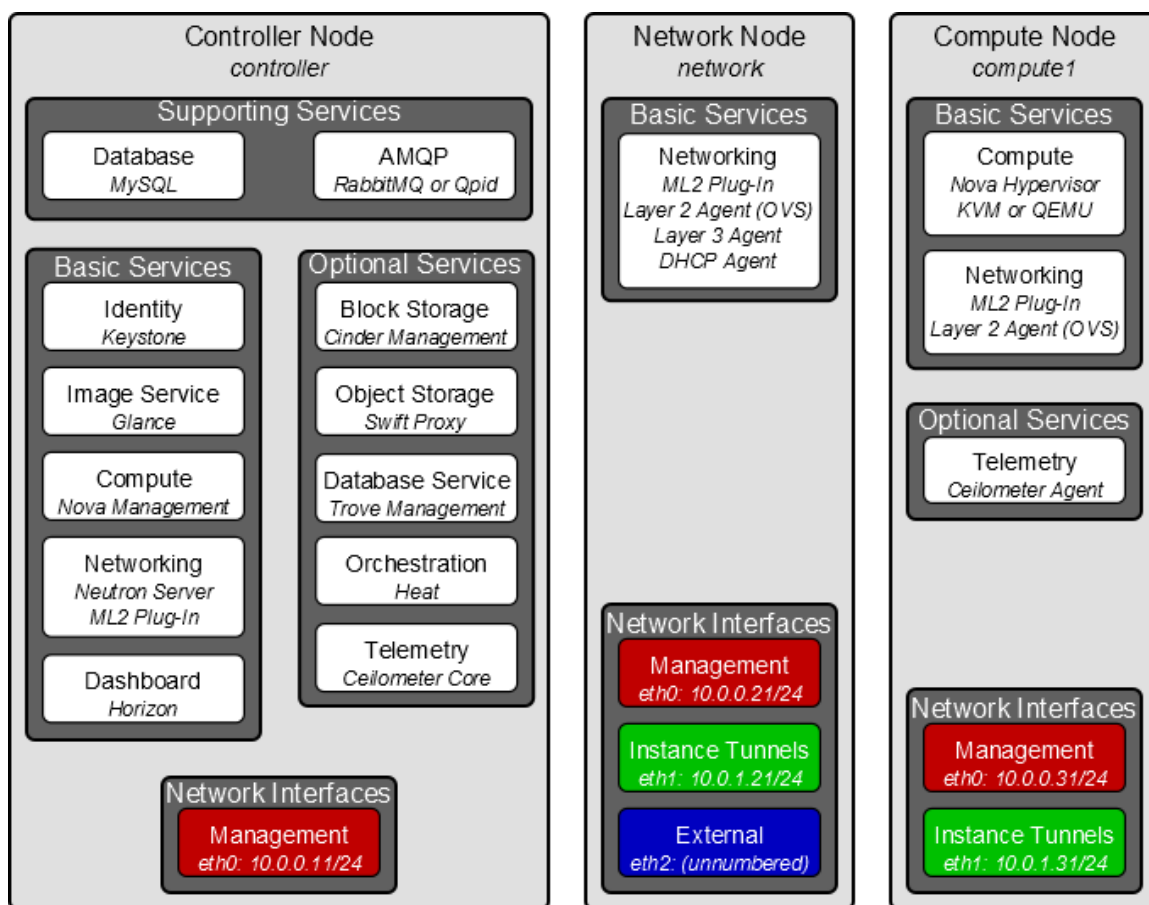 Controller Node
controller
Supporting Services
Database
MySQL
AMQP
RabbitMQ or Qpid
Basic Services
Identity
Keystone
Image Service
Glance
Compute
Nova Management
Networking
Neutron Server
ML2 Plug-In
Dashboard
Horizon
Optional Services
Block Storage
Cinder Management
Object Storage
Swift Proxy
Database Service
Trove Management
Orchestration
Heat
Telemetry
Ceilometer Core
Network Interfaces
Management
eth0: 10.0.0.11/24
Network Node
network
Basic Services
Networking
ML2 Plug-In
Layer 2 Agent (OVS)
Layer 3 Agent
DHCP Agent
Network Interfaces
Management
eth0: 10.0.0.21/24
Instance Tunnels
eth1: 10.0.1.21/24
External
eth2: (unnumbered)
Compute Node
compute1
Basic Services
Compute
Nova Hypervisor
KVM or QEMU
Networking
ML2 Plug-In
Layer 2 Agent (OVS)
Optional Services
Telemetry
Ceilometer Agent
Network Interfaces
Management
eth0: 10.0.0.31/24
Instance Tunnels
eth1: 10.0.1.31/24